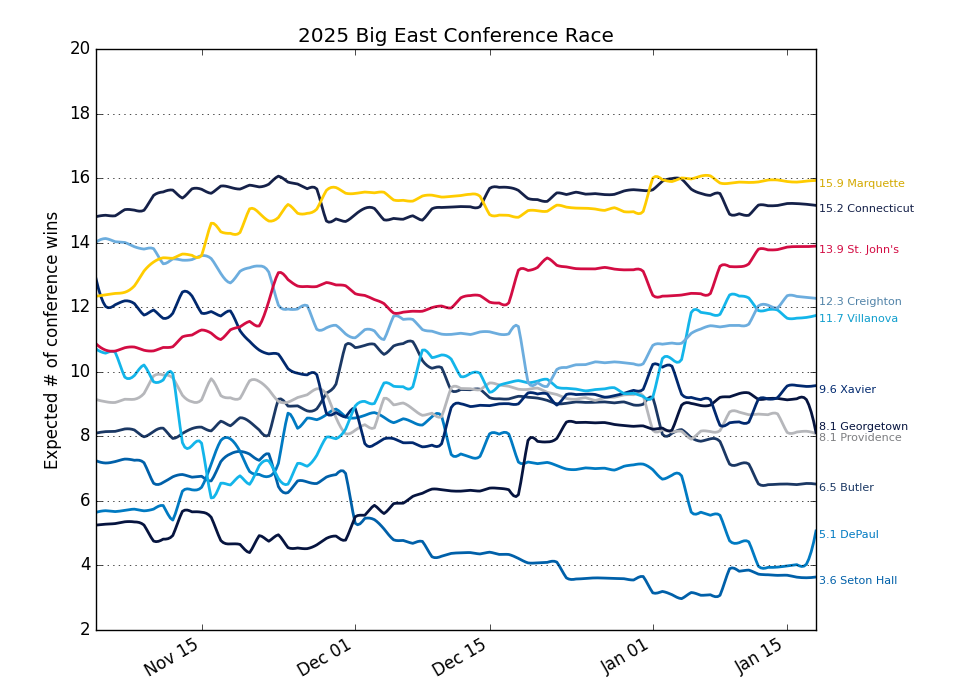 2025 Big East Conference Race
Expected # of conference wins
20
18
16
14
12
10
8
6
4
2
15.9 Marquette
15.2 Connecticut
13.9 St. John's
12.3 Creighton
11.7 Villanova
9.6 Xavier
8.1 Georgetown
8.1 Providence
6.5 Butler
5.1 DePaul
3.6 Seton Hall
Nov 15
Dec 01
Dec 15
Jan 01
Jan 15